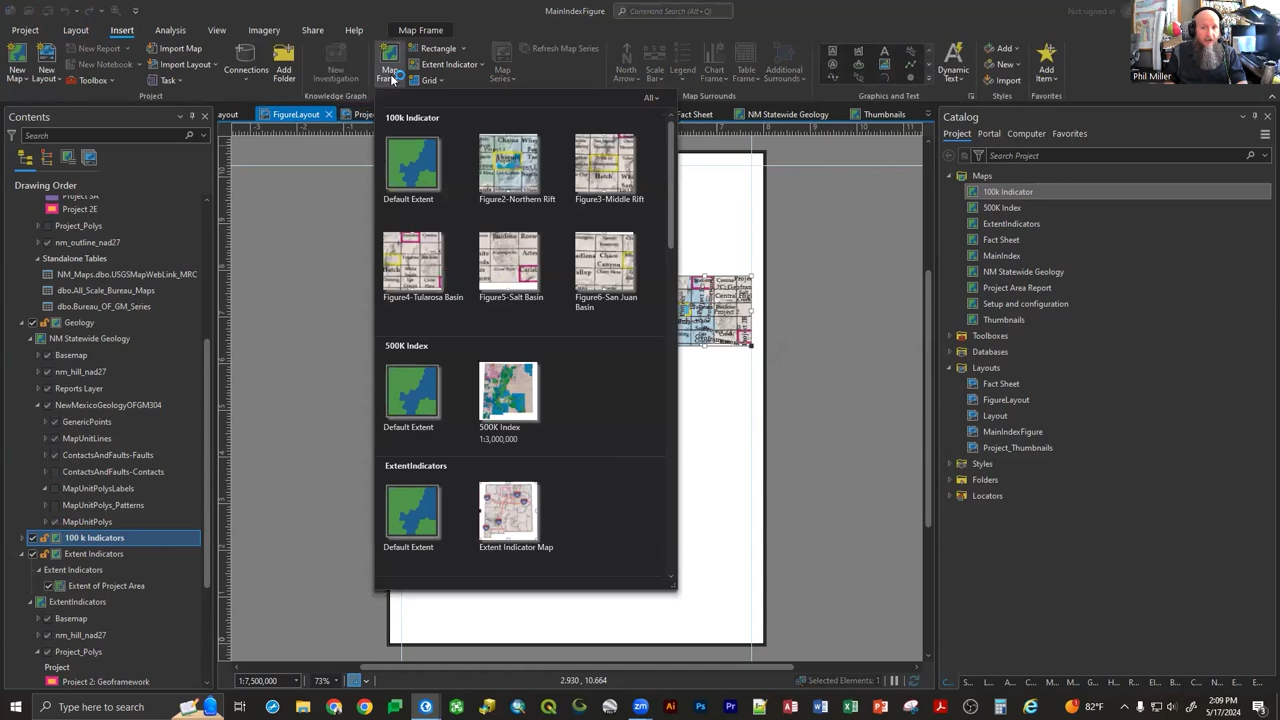 MainIndexFigure
Command Search (Alt+Q)
Not signed in
Phil Miller
Project Layout Insert Analysis View Imagery Share Help Map Frame
New Map
New Layout
New Report
New Notebook
Toolbox
Import Map
Import Layout
Task
Connections
Add Folder
New Investigation
Map Frame
Rectangle
Extent Indicator
Grid
Map Series
Refresh Map Series
North Arrow
Scale Bar
Legend
Chart Frame
Table Frame
Additional Surrounds
Dynamic Text
Add
New
Import
Add Item
Project
Knowledge Graph
Map Surrounds
Graphics and Text
Styles
Favorites
Contents
Search
Drawing Order
Project 5A
Project 2E
Project_Polys
nm_outline_nad27
Standalone Tables
NM_Maps.dbo.USGSMapWebLink_MRC
dbo.All_Scale_Bureau_Maps
dbo.Bureau_OF_GM_Series
Geology
NM Statewide Geology
Basemap
nm_hill_nad27
Reports Layer
NewMexicoGeologyOFGM304
GenericPoints
MapUnitLines
ContactsAndFaults-Faults
ContactsAndFaults-Contacts
MapUnitPolysLabels
MapUnitPolys_Patterns
MapUnitPolys
100 k Indicators
Extent Indicators
Extent Indicators
Extent of Project Area
ExtentIndicators
Basemap
nm_hill_nad27
Project_Polys
Project
Project 2: Geoframework
ayout FigureLayout Proje
act Sheet NM Statewide Geology Thumbnails
All
100k Indicator
Default Extent
Figure2-Northern Rift
Figure3-Middle Rift
Figure4-Tularosa Basin
Figure5-Salt Basin
Figure6-San Juan Basin
500K Index
Default Extent
500K Index
1:3,000,000
ExtentIndicators
Default Extent
Extent Indicator Map
1:7,500,000
73%
2.930 , 10.664
Selected Elements: 1
Catalog
Project Portal Computer Favorites
Search Project
Maps
100k Indicator
500K Index
ExtentIndicators
Fact Sheet
MainIndex
NM Statewide Geology
Project Area Report
Setup and configuration
Thumbnails
Toolboxes
Databases
Layouts
Fact Sheet
FigureLayout
Layout
MainIndexFigure
Project_Thumbnails
Styles
Folders
Locators
C... S... L... A... M... G... M... E... M... E... S... H... R... L...
Type here to search
82°F
2:09 PM
5/17/2024